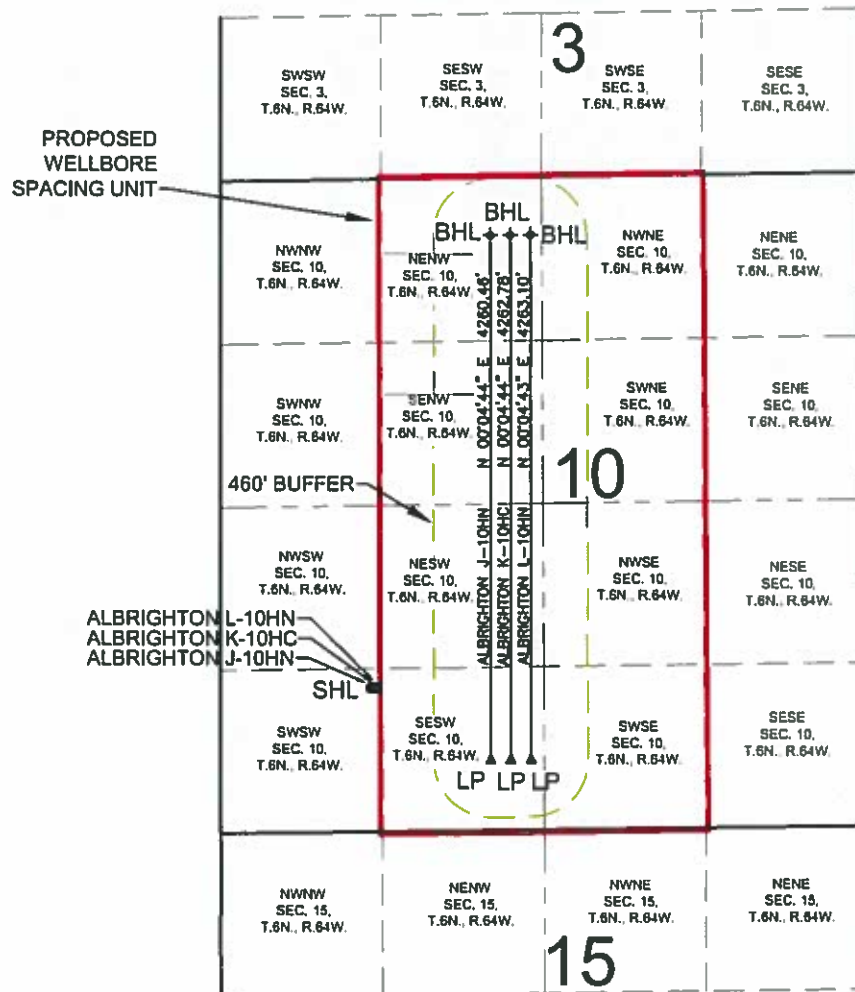 3
SWSW
SEC. 3,
T.6N., R.64W.
SESW
SEC. 3,
T.6N., R.64W.
SWSE
SEC. 3,
T.6N., R.64W.
SESE
SEC. 3,
T.6N., R.64W.
PROPOSED
WELLBORE
SPACING UNIT
BHL
BHL
BHL
NWNW
SEC. 10,
T.6N., R.64W.
NENW
SEC. 10,
T.6N., R.64W.
NWNE
SEC. 10,
T.6N., R.64W.
NENE
SEC. 10,
T.6N., R.64W.
SWNW
SEC. 10,
T.6N., R.64W.
SENW
SEC. 10,
T.6N., R.64W.
SWNE
SEC. 10,
T.6N., R.64W.
SENE
SEC. 10,
T.6N., R.64W.
ALBRIGHTON J-10HN N 00°04'44" E 4260.46'
ALBRIGHTON K-10HC N 00°04'44" E 4262.78'
ALBRIGHTON L-10HN N 00°04'43" E 4263.10'
460' BUFFER
10
NWSW
SEC. 10,
T.6N., R.64W.
NESW
SEC. 10,
T.6N., R.64W.
NWSE
SEC. 10,
T.6N., R.64W.
NESE
SEC. 10,
T.6N., R.64W.
ALBRIGHTON L-10HN
ALBRIGHTON K-10HC
ALBRIGHTON J-10HN
SHL
SWSW
SEC. 10,
T.6N., R.64W.
SESW
SEC. 10,
T.6N., R.64W.
SWSE
SEC. 10,
T.6N., R.64W.
SESE
SEC. 10,
T.6N., R.64W.
LP LP LP
NWNW
SEC. 15,
T.6N., R.64W.
NENW
SEC. 15,
T.6N., R.64W.
NWNE
SEC. 15,
T.6N., R.64W.
NENE
SEC. 15,
T.6N., R.64W.
15